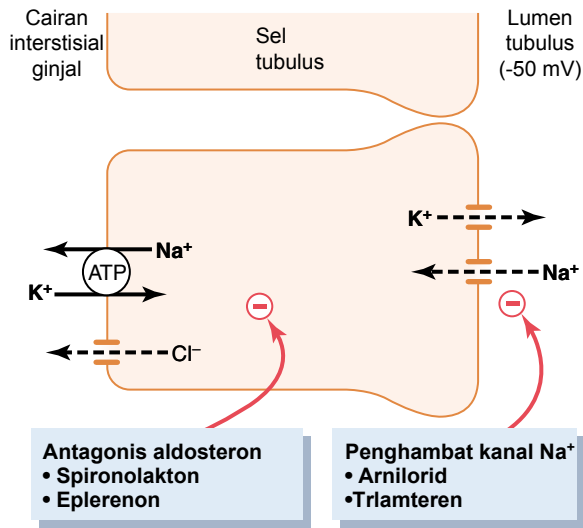 Cairan
interstisial
ginjal
Sel
tubulus
Lumen
tubulus
(-50 mV)
K⁺
Na⁺
ATP
Na⁺
K⁺
Cl⁻
Antagonis aldosteron
• Spironolakton
• Eplerenon
Penghambat kanal Na⁺
• Arnilorid
•Trlamteren